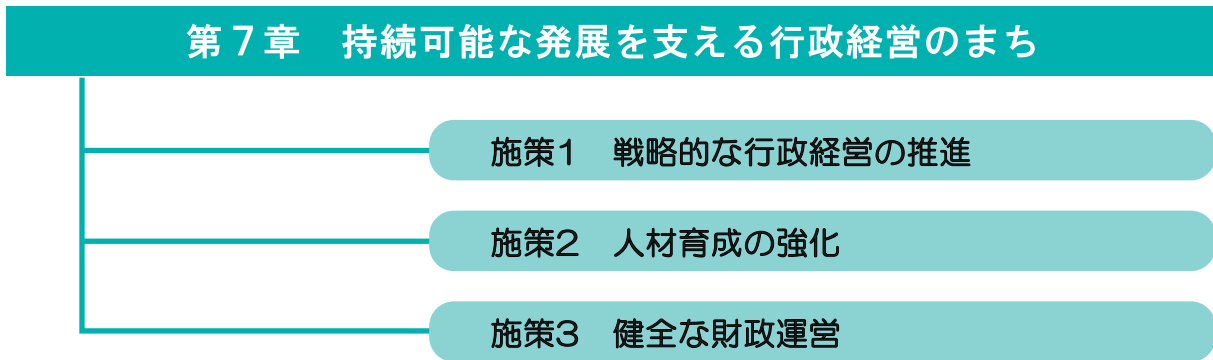 第７章　持続可能な発展を支える行政経営のまち
施策1　戦略的な行政経営の推進
施策2　人材育成の強化
施策3　健全な財政運営